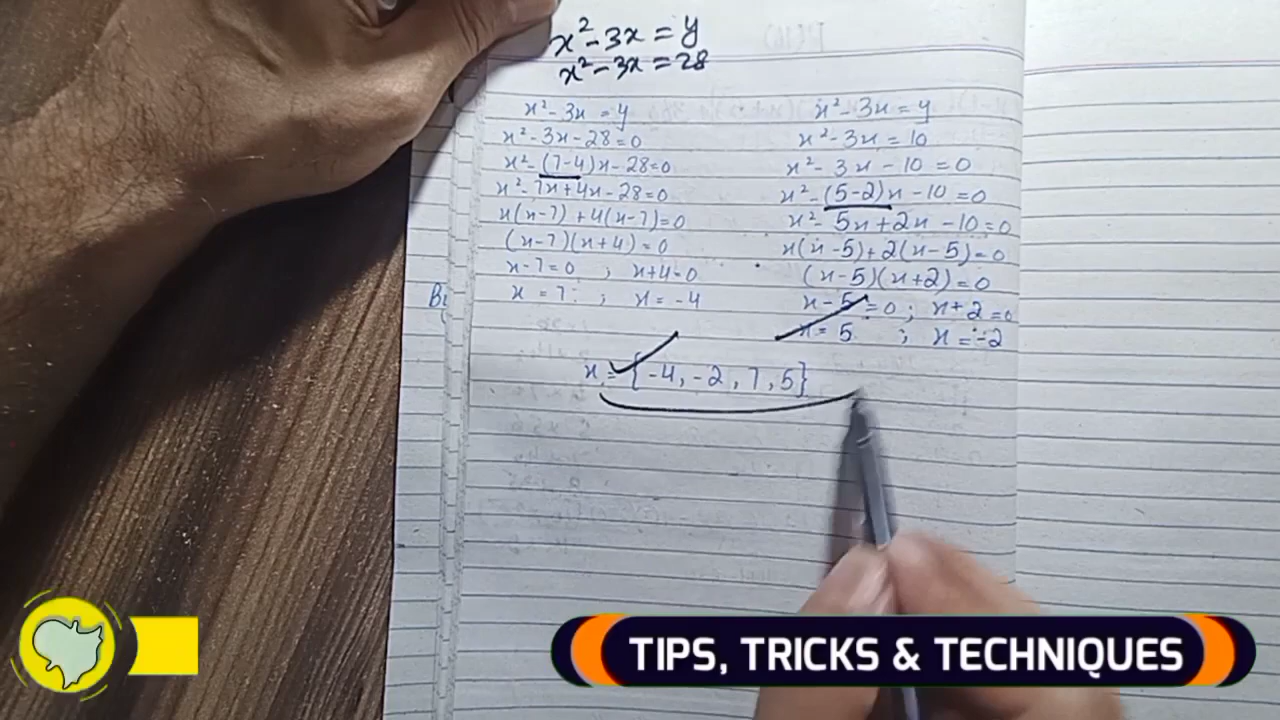 x² - 3x = y
x² - 3x = 28
x² - 3x = y
x² - 3x - 28 = 0
x² - (7-4)x - 28 = 0
x² - 7x + 4x - 28 = 0
x(x-7) + 4(x-7) = 0
(x-7)(x+4) = 0
x-7=0 ; x+4=0
x = 7 ; x = -4
x² - 3x = y
x² - 3x = 10
x² - 3x - 10 = 0
x² - (5-2)x - 10 = 0
x² - 5x + 2x - 10 = 0
x(x-5) + 2(x-5) = 0
(x-5)(x+2) = 0
x - 5 = 0 ; x + 2 = 0
x = 5 ; x = -2
x = {-4, -2, 7, 5}
TIPS, TRICKS & TECHNIQUES